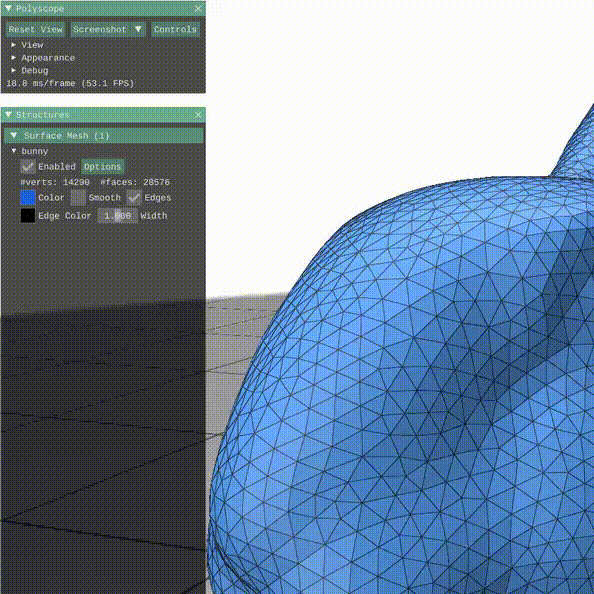 Polyscope
Reset View Screenshot Controls
View
Appearance
Debug
18.8 ms/frame (53.1 FPS)
Structures
Surface Mesh (1)
bunny
Enabled Options
#verts: 14290 #faces: 28576
Color Smooth Edges
Edge Color 1.000 Width